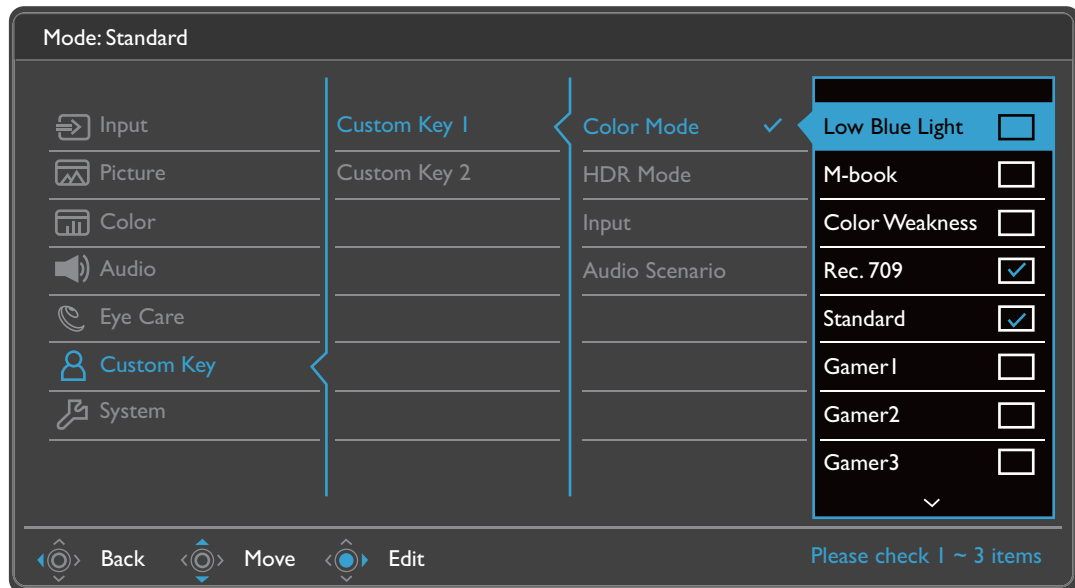 Mode: Standard
Input
Picture
Color
Audio
Eye Care
Custom Key
System
Custom Key 1
Custom Key 2
Color Mode
HDR Mode
Input
Audio Scenario
Low Blue Light
M-book
Color Weakness
Rec. 709
Standard
Gamer1
Gamer2
Gamer3
Back Move Edit Please check 1 ~ 3 items